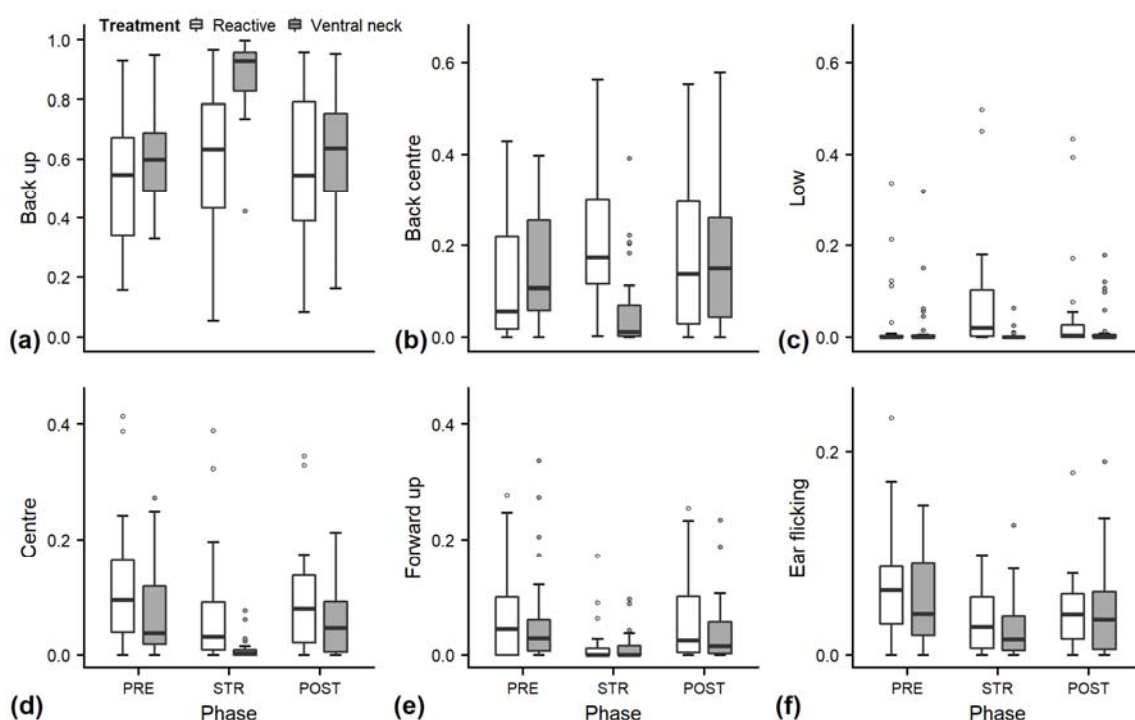 Treatment Reactive Ventral neck
1.0
0.8
0.6
0.4
0.2
0.0
Back up
(a)
0.6
0.4
0.2
0.0
Back centre
(b)
0.6
0.4
0.2
0.0
Low
(c)
0.4
0.2
0.0
Centre
PRE STR POST
Phase
(d)
0.4
0.2
0.0
Forward up
PRE STR POST
Phase
(e)
0.2
0.0
Ear flicking
PRE STR POST
Phase
(f)